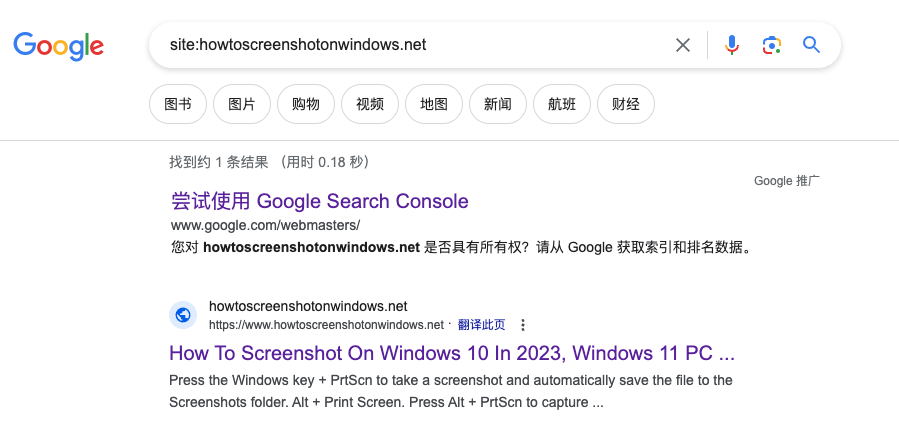 Google
site:howtoscreenshotonwindows.net
图书 图片 购物 视频 地图 新闻 航班 财经
找到约 1 条结果 （用时 0.18 秒）
Google 推广
尝试使用 Google Search Console
www.google.com/webmasters/
您对 howtoscreenshotonwindows.net 是否具有所有权？请从 Google 获取索引和排名数据。
howtoscreenshotonwindows.net
https://www.howtoscreenshotonwindows.net · 翻译此页
How To Screenshot On Windows 10 In 2023, Windows 11 PC ...
Press the Windows key + PrtScn to take a screenshot and automatically save the file to the
Screenshots folder. Alt + Print Screen. Press Alt + PrtScn to capture ...